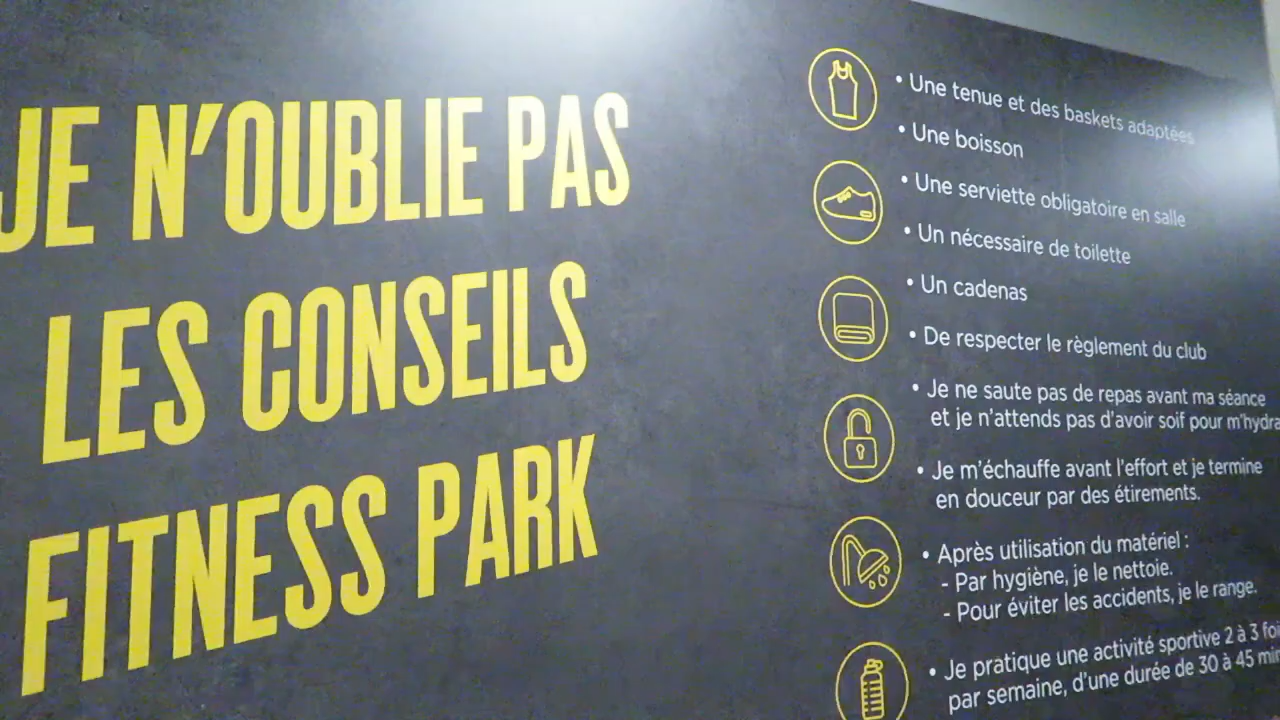 JE N'OUBLIE PAS
LES CONSEILS
FITNESS PARK
• Une tenue et des baskets adaptées
• Une boisson
• Une serviette obligatoire en salle
• Un nécessaire de toilette
• Un cadenas
• De respecter le règlement du club
• Je ne saute pas de repas avant ma séance
et je n'attends pas d'avoir soif pour
• Je m'échauffe avant l'effort et je termine
en douceur par des étirements.
• Après utilisation du matériel :
- Par hygiène, je le nettoie.
- Pour éviter les accidents, je le range.
• Je pratique une activité sportive 2 à 3
par semaine, d'une durée de 30 à 45